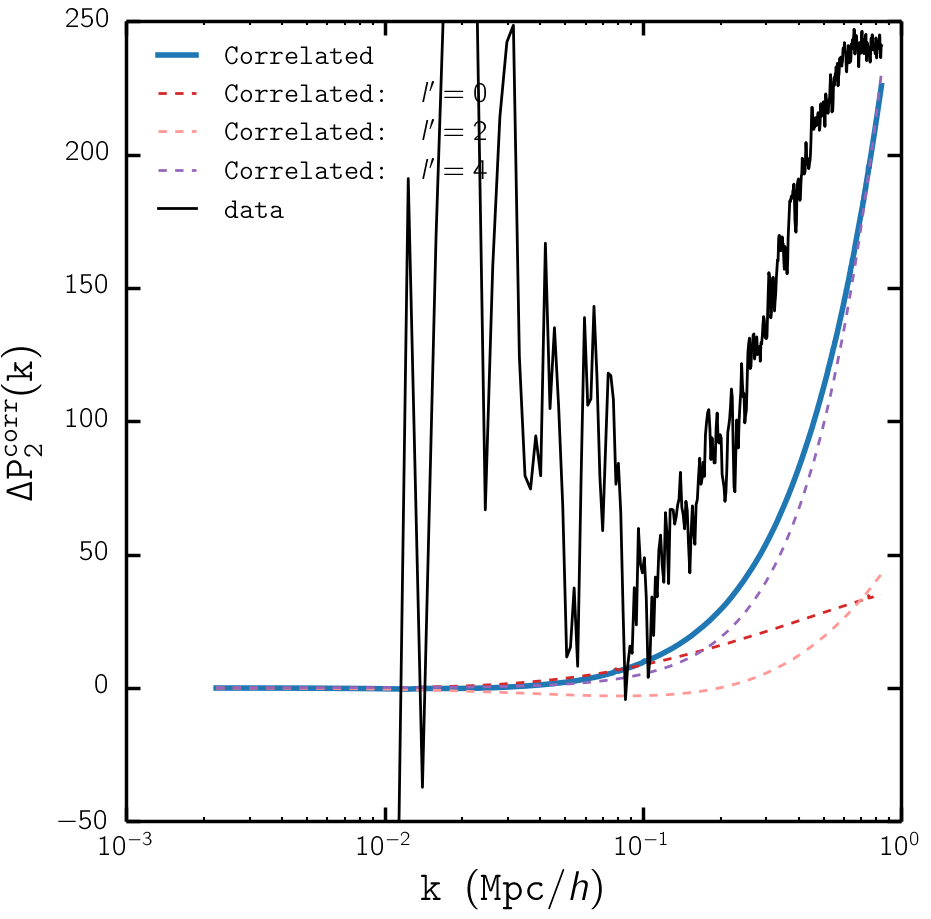 250
200
150
100
50
0
−50
10⁻³
10⁻²
10⁻¹
10⁰
ΔP₂ᶜᵒʳʳ(k)
k (Mpc/h)
Correlated
Correlated: l′ = 0
Correlated: l′ = 2
Correlated: l′ = 4
data